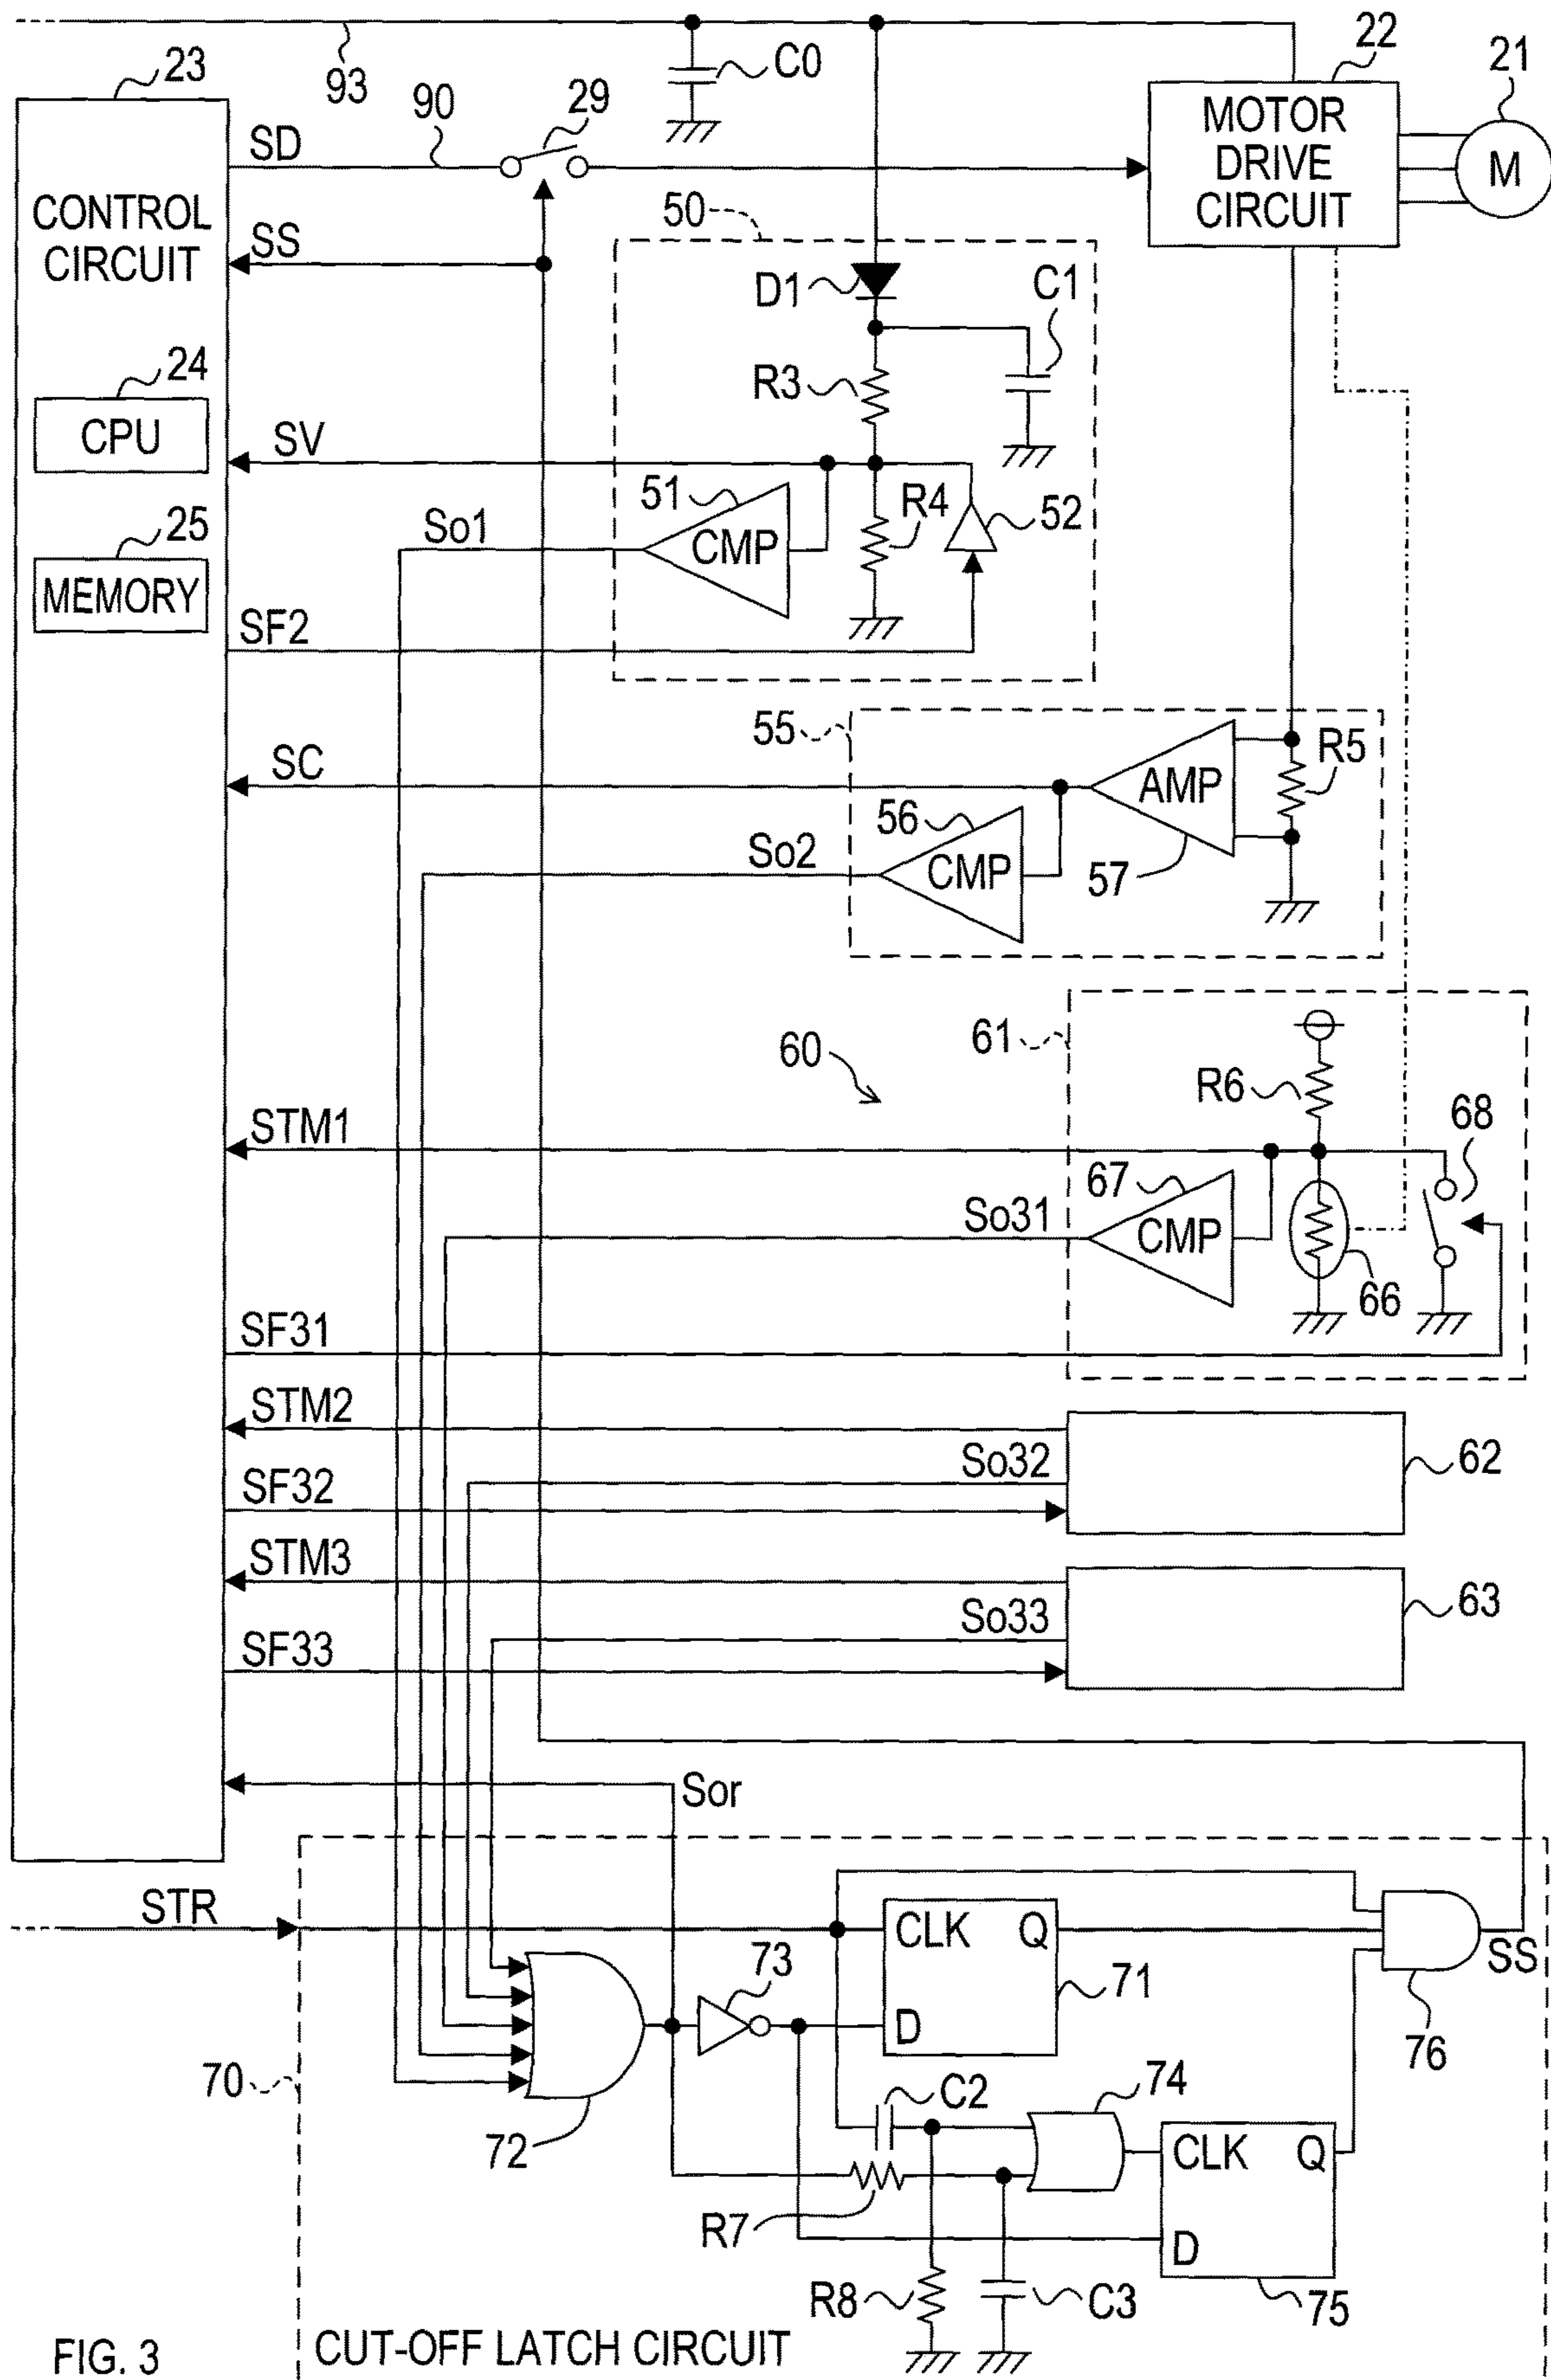 93
C0
22
21
23
90
29
MOTOR
DRIVE
CIRCUIT
M
SD
CONTROL
CIRCUIT
SS
50
D1
C1
24
CPU
R3
SV
51
CMP
R4
52
25
MEMORY
So1
SF2
55
SC
AMP
R5
56
CMP
57
So2
60
61
R6
68
STM1
67
CMP
So31
66
SF31
STM2
So32
62
SF32
STM3
So33
63
SF33
Sor
STR
CLK
Q
SS
73
71
D
76
70
C2
74
72
CLK
Q
R7
D
R8
C3
75
FIG. 3
CUT-OFF LATCH CIRCUIT